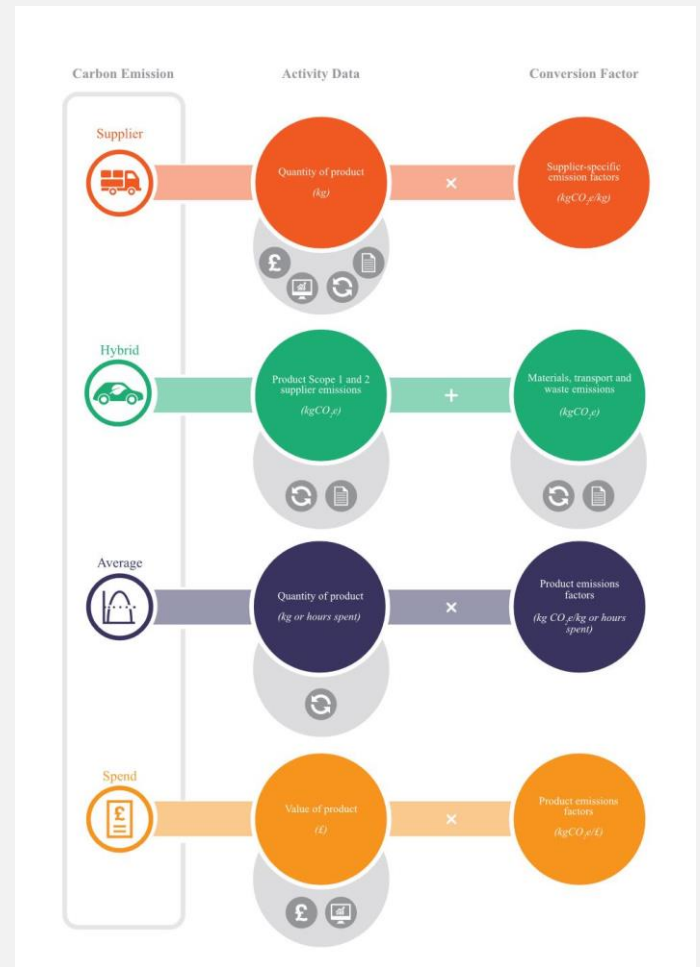 Carbon Emission
Activity Data
Conversion Factor
Supplier
Quantity of product
(kg)
×
Supplier-specific
emission factors
(kgCO₂e/kg)
£
Hybrid
Product Scope 1 and 2
supplier emissions
(kgCO₂e)
+
Materials, transport and
waste emissions
(kgCO₂e)
Average
Quantity of product
(kg or hours spent)
×
Product emissions
factors
(kg CO₂e/kg or hours
spent)
Spend
£
Value of product
(£)
×
Product emissions
factors
(kgCO₂e/£)
£